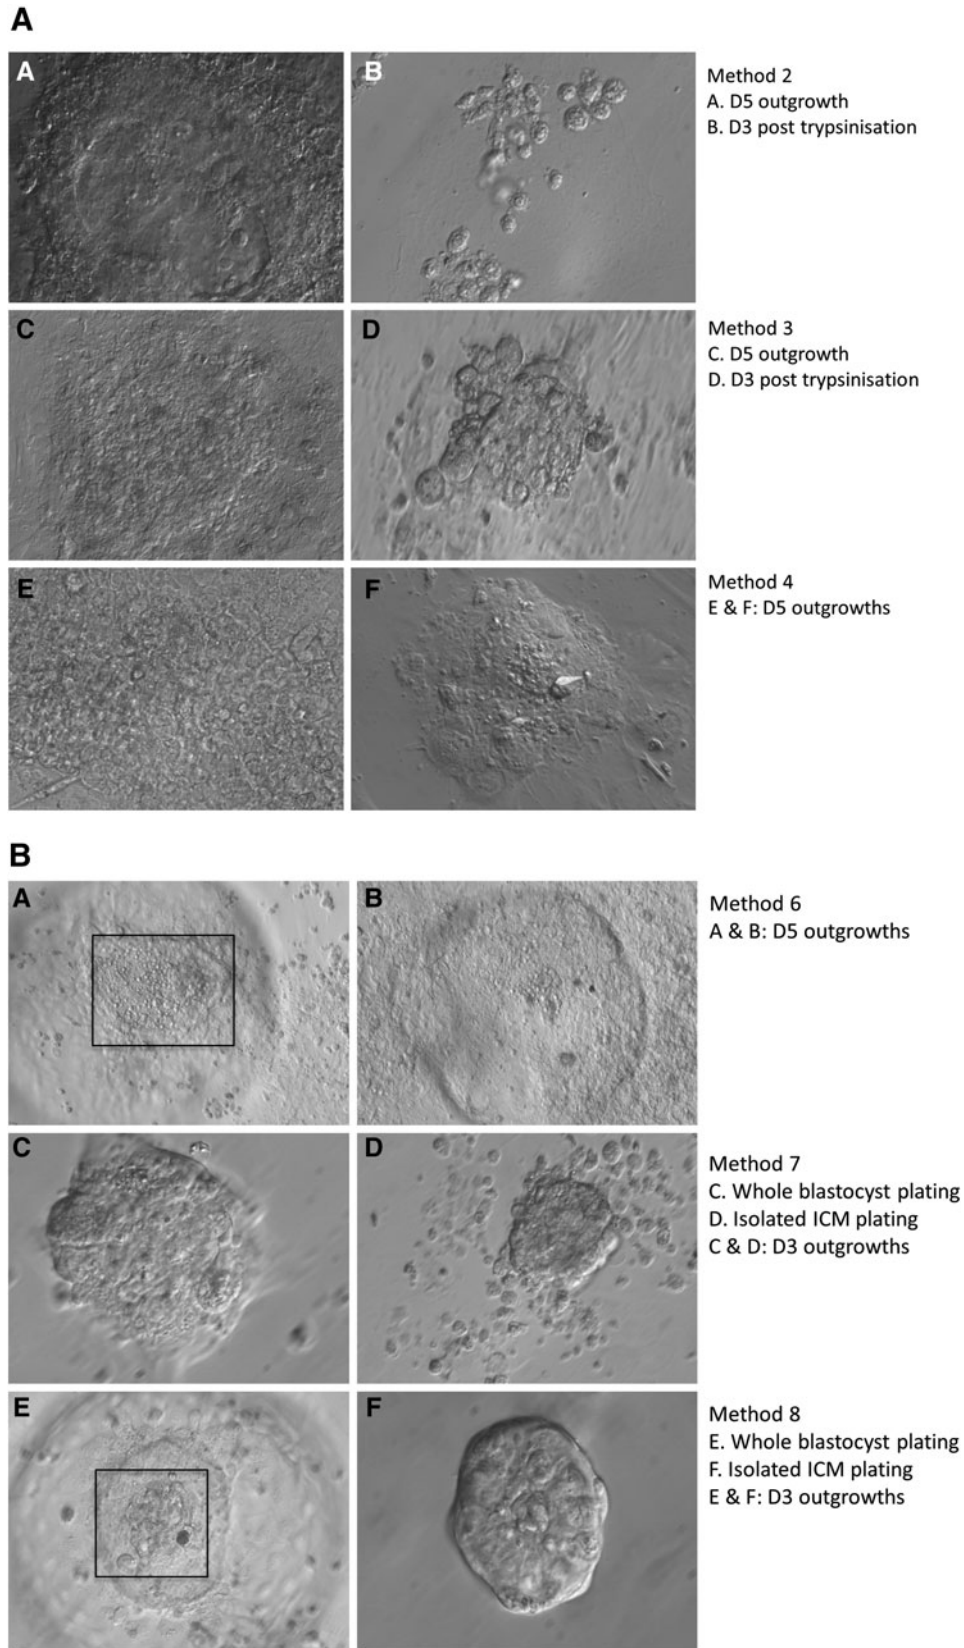 A
A
B
Method 2
A. D5 outgrowth
B. D3 post trypsinisation
C
D
Method 3
C. D5 outgrowth
D. D3 post trypsinisation
E
F
Method 4
E & F: D5 outgrowths
B
A
B
Method 6
A & B: D5 outgrowths
C
D
Method 7
C. Whole blastocyst plating
D. Isolated ICM plating
C & D: D3 outgrowths
E
F
Method 8
E. Whole blastocyst plating
F. Isolated ICM plating
E & F: D3 outgrowths